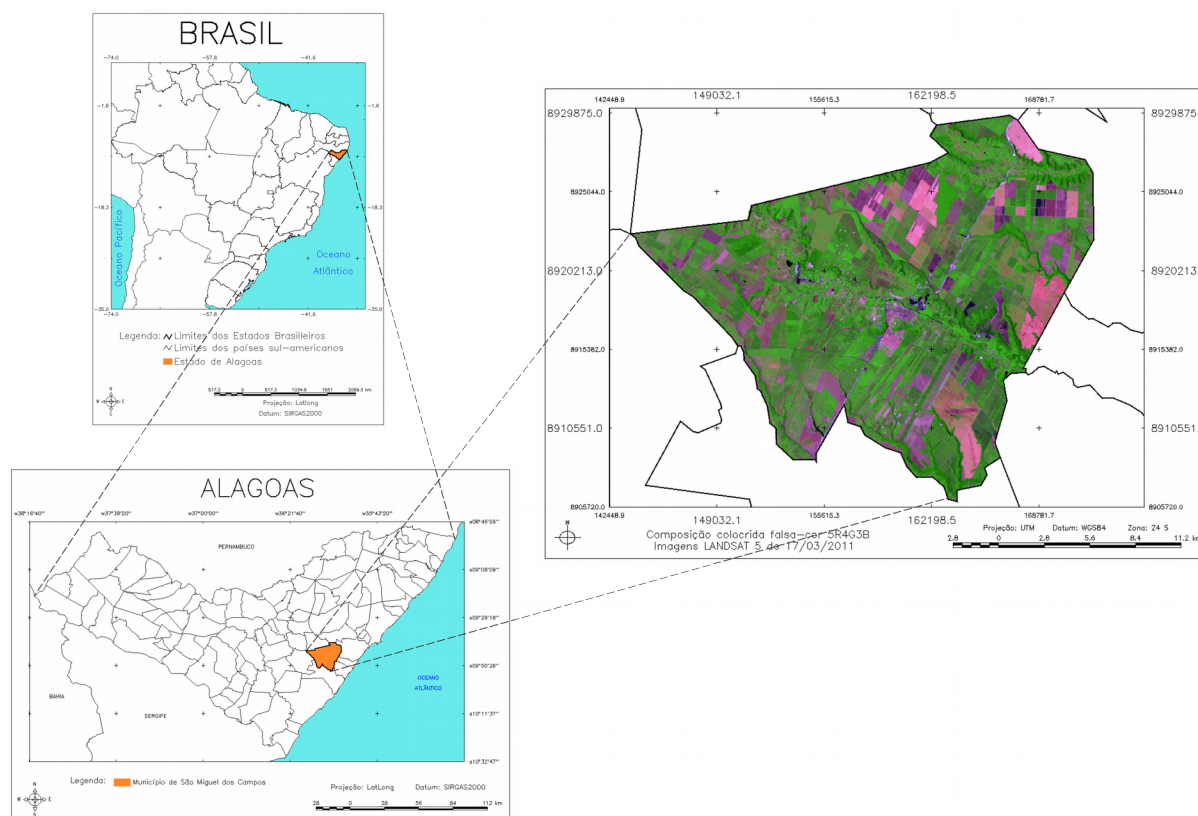 BRASIL
-74.0 -57.8 -41.6
-1.6 -1.6
-18.3 -18.3
Oceano Pacífico
Oceano
Atlântico
-35.0 -35.0
-74.0 -57.8 -41.6
Legenda: Limites dos Estados Brasileiros
Limites dos países sul-americanos
Estado de Alagoas
N
W E
S
517.3 0 517.3 1034.6 1551 2069.3 km
Projeção: Latlong
Datum: SIRGAS2000
142448.9 149032.1 155615.3 162198.5 168781.7
8929875.0 8929875.0
8925044.0 8925044.0
8920213.0 8920213.0
8915382.0 8915382.0
8910551.0 8910551.0
8905720.0 8905720.0
142448.9 149032.1 155615.3 162198.5 168781.7
N
Composição colocrida falsa-cor 5R4G3B
Imagens LANDSAT 5 de 17/03/2011
Projeção: UTM Datum: WGS84 Zona: 24 S
2.8 0 2.8 5.6 8.4 11.2 km
ALAGOAS
w38°16'40'' w37°38'20'' w37°00'00'' w36°21'40'' w35°43'20''
s08°46'59''
PERNAMBUCO
s09°08'09''
s09°29'18''
s09°50'28''
OCEANO
ATLÂNTICO
BAHIA
SERGIPE
s10°11'37''
s10°32'47''
Legenda: Município de São Miguel dos Campos
N
W E
S
Projeção: LatLong Datum: SIRGAS2000
28 0 28 56 84 112 km